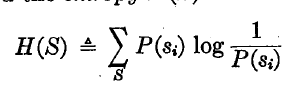 H(S) ≜ ∑_S P(s_i) log 1/P(s_i)